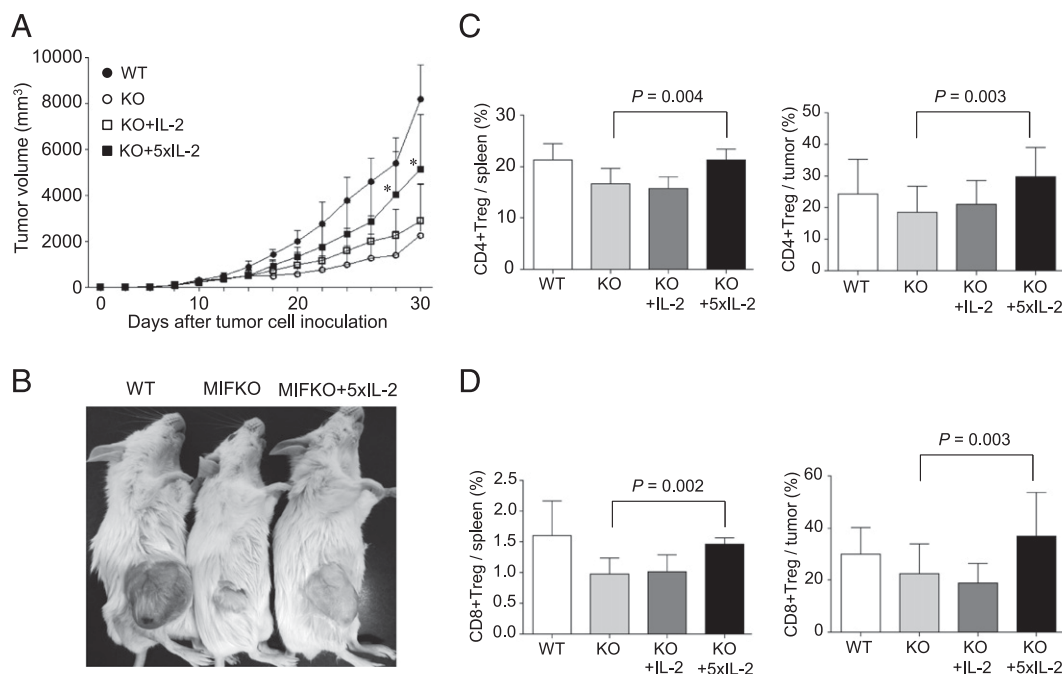 A
10000
8000
6000
4000
2000
0
Tumor volume (mm³)
WT
KO
KO+IL-2
KO+5xIL-2
*
*
0
10
20
30
Days after tumor cell inoculation
B
WT MIFKO MIFKO+5xIL-2
C
P = 0.004
CD4+Treg / spleen (%)
30
20
10
0
WT KO KO +IL-2 KO +5xIL-2
P = 0.003
CD4+Treg / tumor (%)
50
40
30
20
10
0
WT KO KO +IL-2 KO +5xIL-2
D
P = 0.002
CD8+Treg / spleen (%)
2.5
2.0
1.5
1.0
0.5
0.0
WT KO KO +IL-2 KO +5xIL-2
P = 0.003
CD8+Treg / tumor (%)
60
40
20
0
WT KO KO +IL-2 KO +5xIL-2